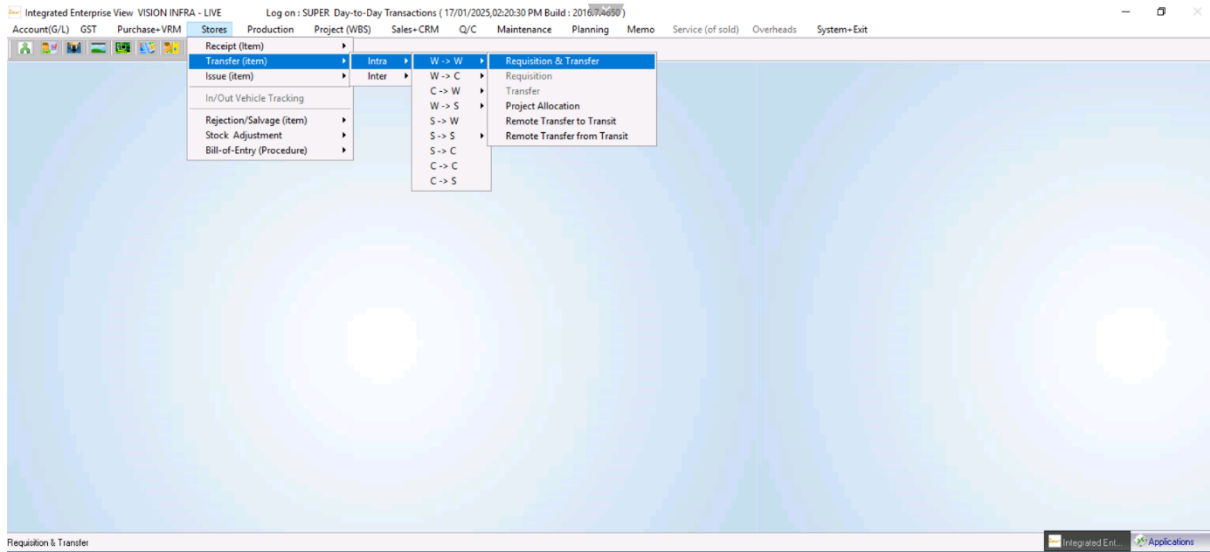 Integrated Enterprise View VISION INFRA - LIVE Log on : SUPER Day-to-Day Transactions ( 17/01/2025,02:20:30 PM Build : 2016.7.4650 )
Account(G/L) GST Purchase+VRM Stores Production Project (WBS) Sales+CRM Q/C Maintenance Planning Memo Service (of sold) Overheads System+Exit
Receipt (Item)
Transfer (item) Intra W -> W Requisition & Transfer
Issue (item) Inter W -> C Requisition
C -> W Transfer
In/Out Vehicle Tracking
W -> S Project Allocation
Rejection/Salvage (item) S -> W Remote Transfer to Transit
Stock Adjustment S -> S Remote Transfer from Transit
Bill-of-Entry (Procedure) S -> C
C -> C
C -> S
Requisition & Transfer
Integrated Ent... Applications